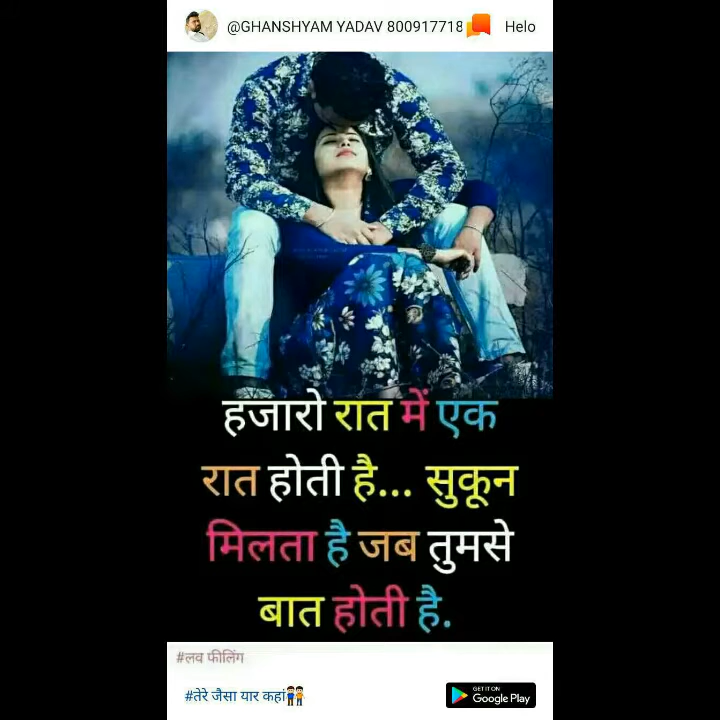 @GHANSHYAM YADAV 800917718 Helo
हजारो रात में एक
रात होती है... सुकून
मिलता है जब तुमसे
बात होती है.
#लव फीलिंग
#तेरे जैसा यार कहां
GET IT ON
Google Play